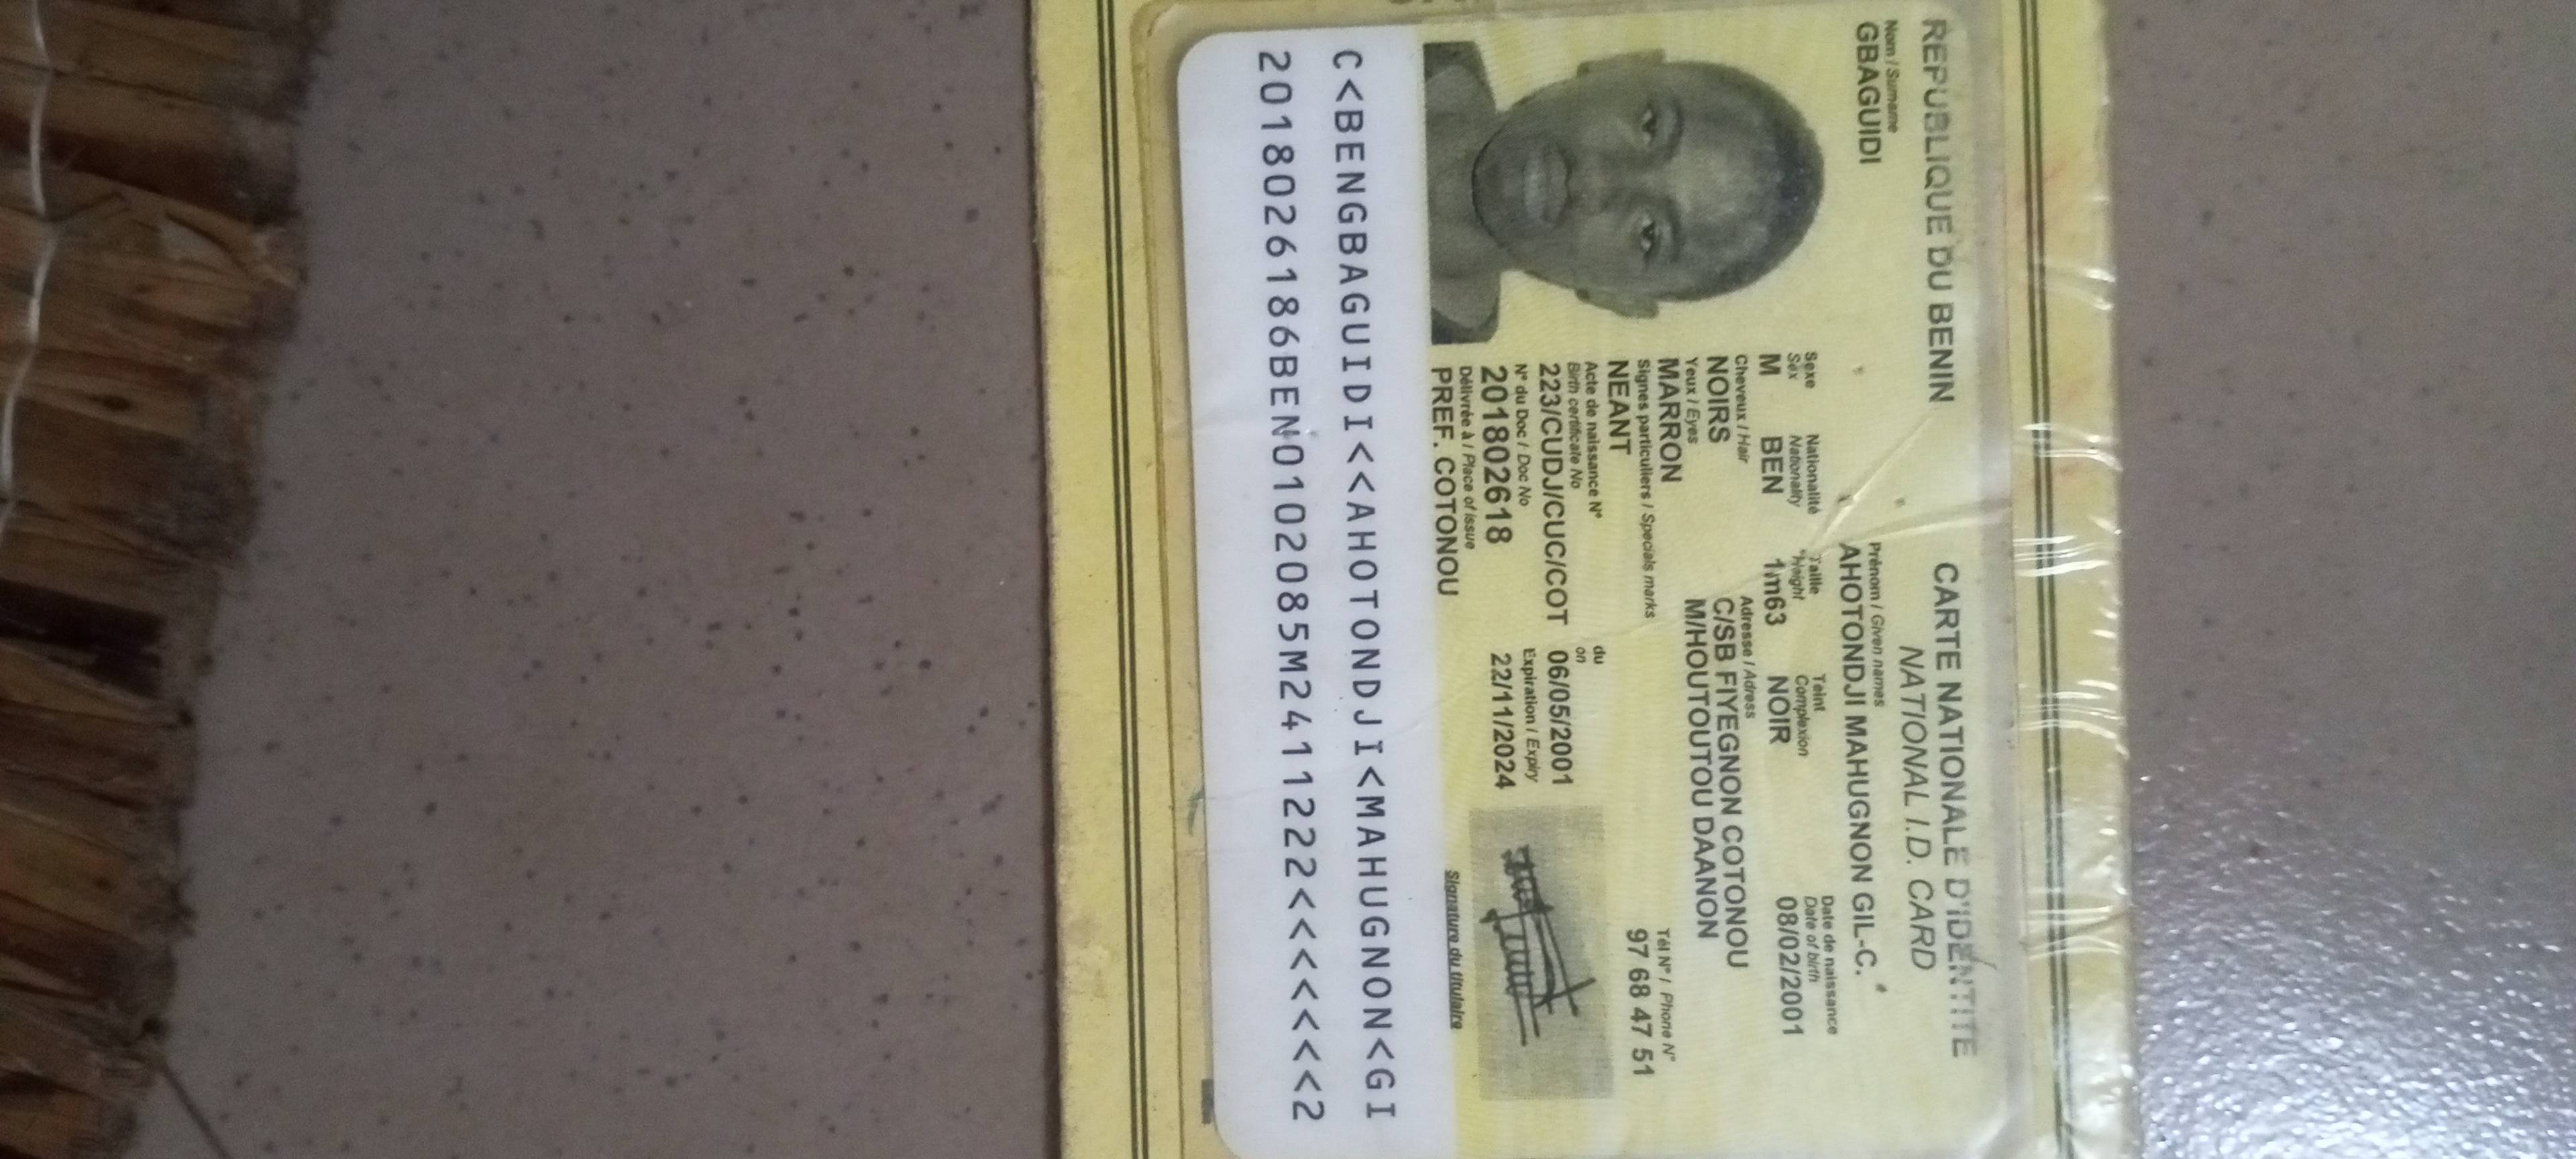 REPUBLIQUE DU BENIN
CARTE NATIONALE D'IDENTITE
NATIONAL I.D. CARD
Nom / Surname
GBAGUIDI
Prénom / Given names
AHOTONDJI MAHUGNON GIL-C.
Sexe Nationalité Taille Teint Date de naissance
Sex Nationality Height Complexion Date of birth
M BEN 1m63 NOIR 08/02/2001
Cheveux / Hair
NOIRS
Adresse / Adress
C/SB FIYEGNON COTONOU
M/HOUTOUTOUTOU DAANON
Yeux / Eyes
MARRON
Signes particuliers / Specials marks
NEANT
Tél N° / Phone N°
97 68 47 51
Acte de naissance N° du
Birth certificate No on
223/CUDJ/CUC/COT 06/05/2001
N° du Doc / Doc No Expiration / Expiry
201802618 22/11/2024
Délivrée à / Place of issue
PREF. COTONOU
Signature du titulaire
C<BENGBAGUIDI<<AHOTONDJI<MAHUGNON<GI
2018026186BEN0102085M2411222<<<<<<<2